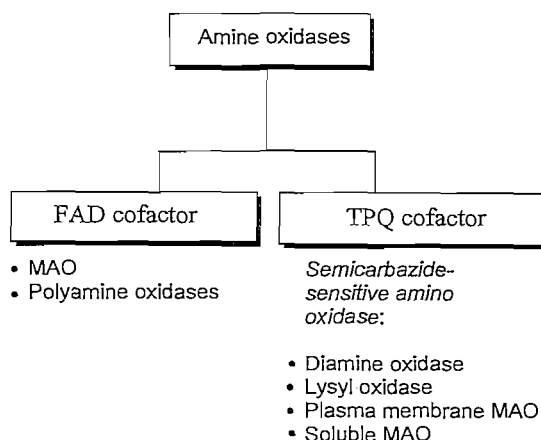 Amine oxidases
FAD cofactor
• MAO
• Polyamine oxidases
TPQ cofactor
Semicarbazide-
sensitive amino
oxidase:
• Diamine oxidase
• Lysyl oxidase
• Plasma membrane MAO
• Soluble MAO